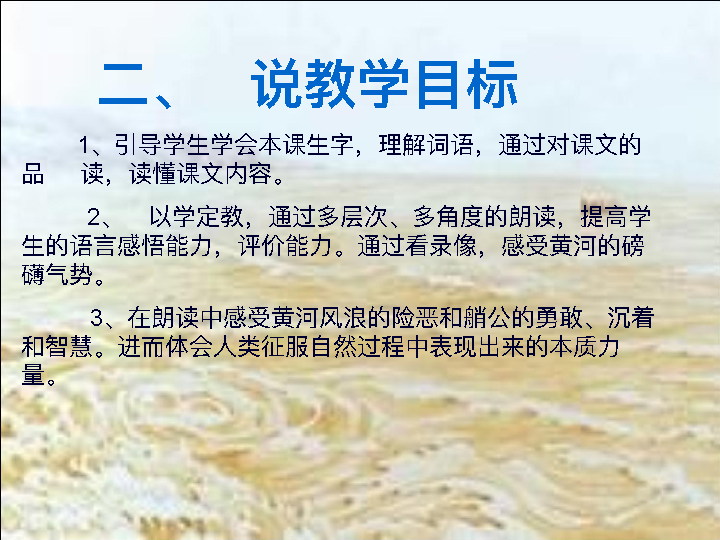 二、 说教学目标
1、引导学生学会本课生字，理解词语，通过对课文的
品 读，读懂课文内容。
2、 以学定教，通过多层次、多角度的朗读，提高学
生的语言感悟能力，评价能力。通过看录像，感受黄河的磅
礴气势。
3、在朗读中感受黄河风浪的险恶和艄公的勇敢、沉着
和智慧。进而体会人类征服自然过程中表现出来的本质力
量。